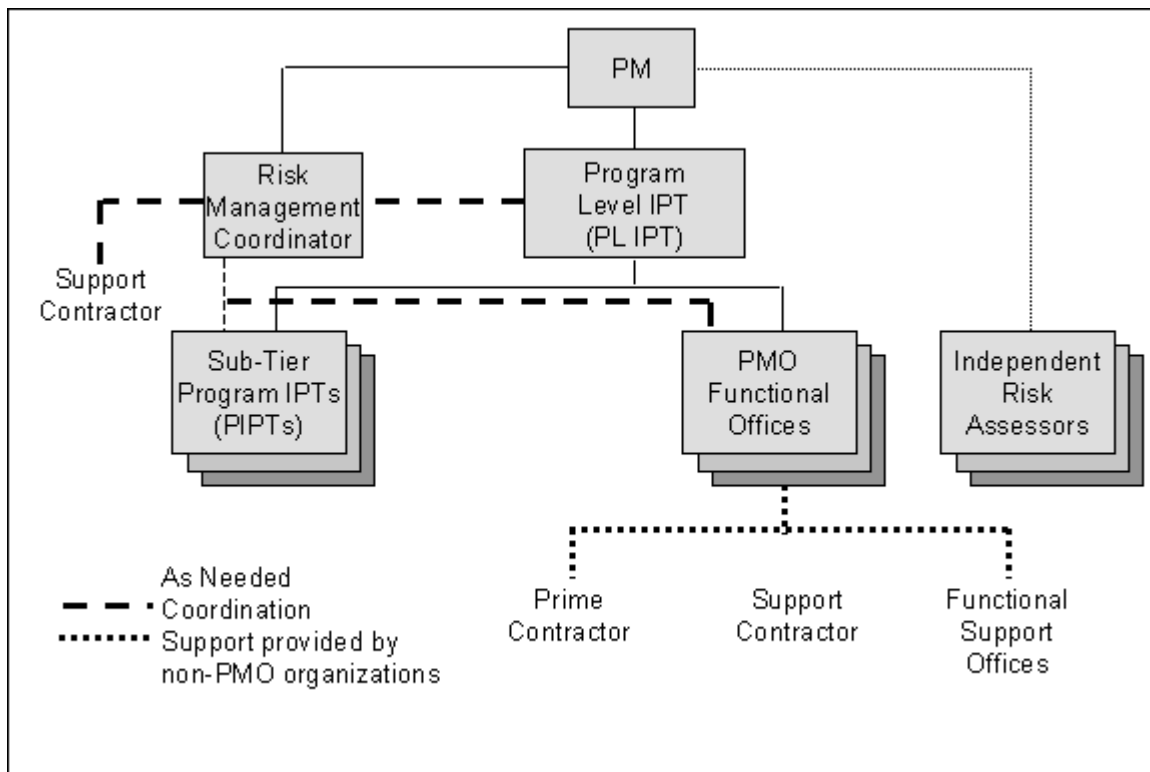 PM
Risk
Management
Coordinator
Program
Level IPT
(PL IPT)
Support
Contractor
Sub-Tier
Program IPTs
(PIPTs)
PMO
Functional
Offices
Independent
Risk
Assessors
As Needed
Coordination
Support provided by
non-PMO organizations
Prime
Contractor
Support
Contractor
Functional
Support
Offices